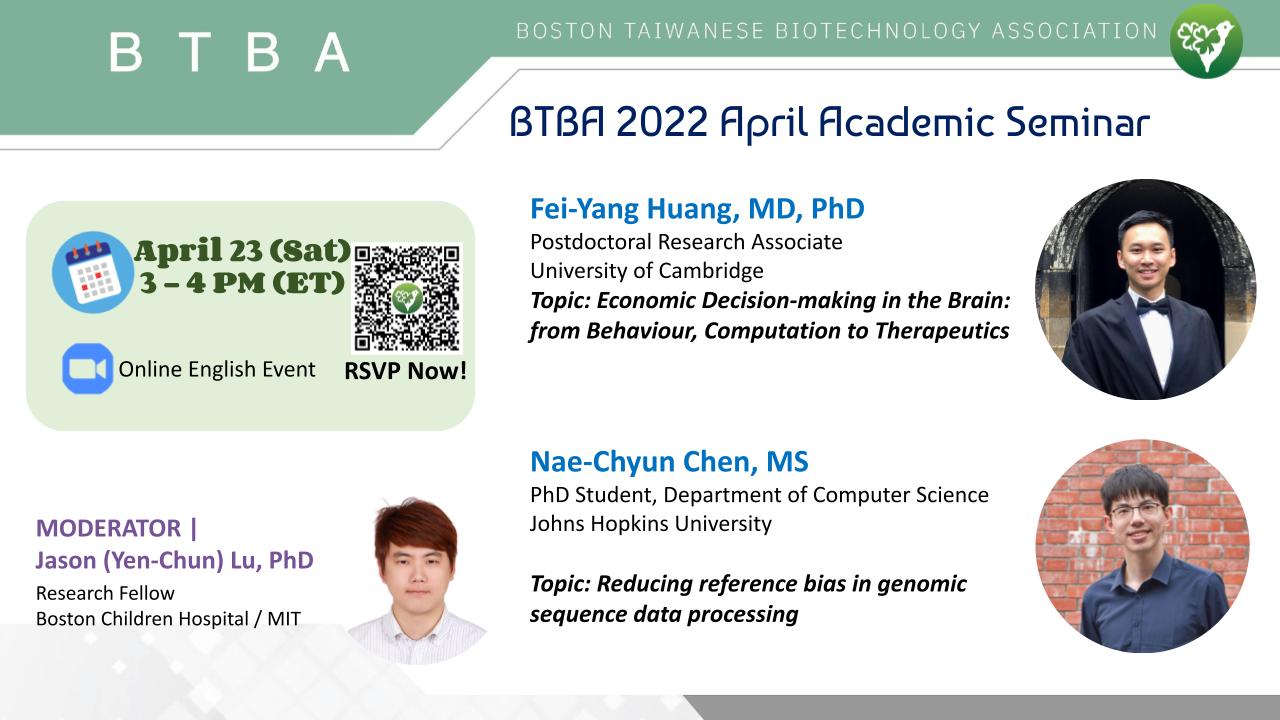 B T B A
BOSTON TAIWANESE BIOTECHNOLOGY ASSOCIATION
BTBA 2022 April Academic Seminar
April 23 (Sat)
3 – 4 PM (ET)
Online English Event
RSVP Now!
Fei-Yang Huang, MD, PhD
Postdoctoral Research Associate
University of Cambridge
Topic: Economic Decision-making in the Brain:
from Behaviour, Computation to Therapeutics
Nae-Chyun Chen, MS
PhD Student, Department of Computer Science
Johns Hopkins University
Topic: Reducing reference bias in genomic
sequence data processing
MODERATOR |
Jason (Yen-Chun) Lu, PhD
Research Fellow
Boston Children Hospital / MIT